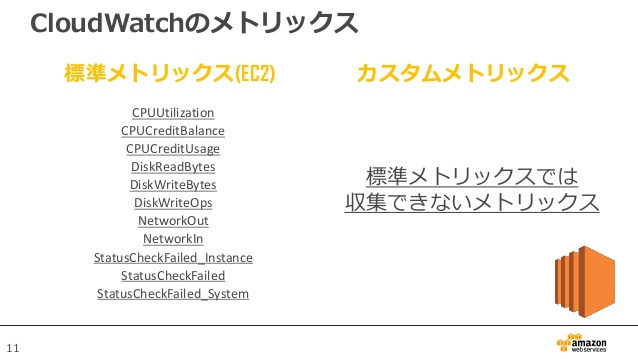 CloudWatchのメトリックス
標準メトリックス(EC2)
CPUUtilization
CPUCreditBalance
CPUCreditUsage
DiskReadBytes
DiskWriteBytes
DiskWriteOps
NetworkOut
NetworkIn
StatusCheckFailed_Instance
StatusCheckFailed
StatusCheckFailed_System
カスタムメトリックス
標準メトリックスでは
収集できないメトリックス
11
amazon
web services